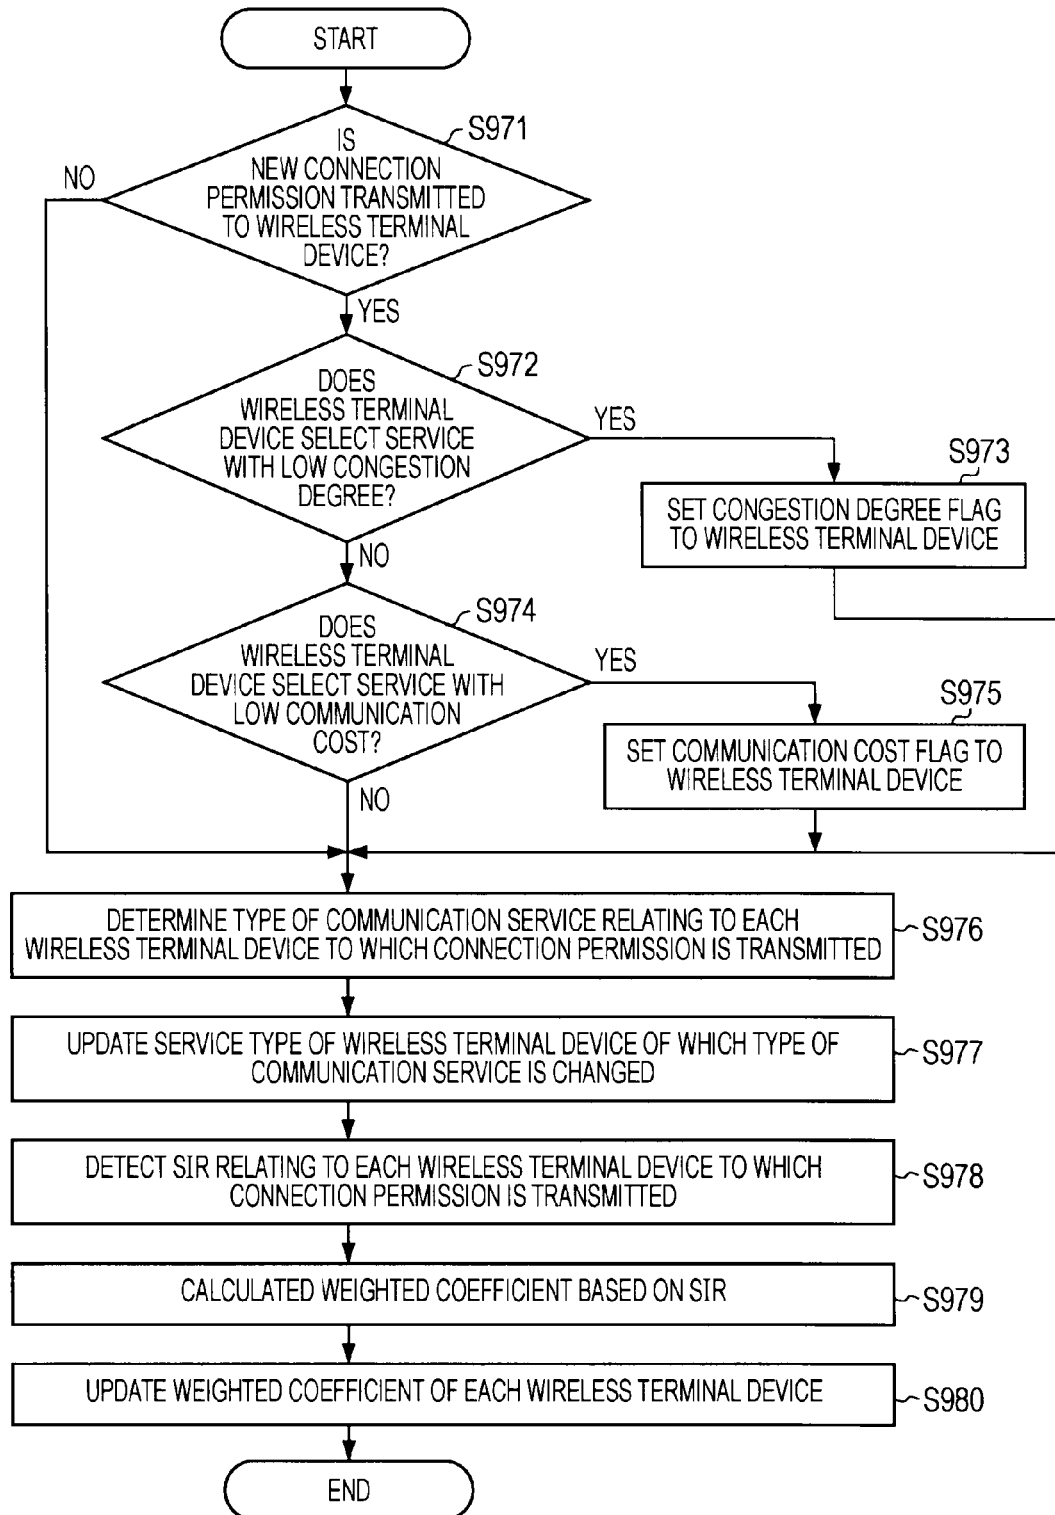 START
S971
IS
NEW CONNECTION
PERMISSION TRANSMITTED
TO WIRELESS TERMINAL
DEVICE?
NO
YES
S972
DOES
WIRELESS TERMINAL
DEVICE SELECT SERVICE
WITH LOW CONGESTION
DEGREE?
YES
S973
SET CONGESTION DEGREE FLAG
TO WIRELESS TERMINAL DEVICE
NO
S974
DOES
WIRELESS TERMINAL
DEVICE SELECT SERVICE WITH
LOW COMMUNICATION
COST?
YES
S975
SET COMMUNICATION COST FLAG TO
WIRELESS TERMINAL DEVICE
NO
DETERMINE TYPE OF COMMUNICATION SERVICE RELATING TO EACH
WIRELESS TERMINAL DEVICE TO WHICH CONNECTION PERMISSION IS TRANSMITTED
S976
UPDATE SERVICE TYPE OF WIRELESS TERMINAL DEVICE OF WHICH TYPE OF
COMMUNICATION SERVICE IS CHANGED
S977
DETECT SIR RELATING TO EACH WIRELESS TERMINAL DEVICE TO WHICH
CONNECTION PERMISSION IS TRANSMITTED
S978
CALCULATED WEIGHTED COEFFICIENT BASED ON SIR
S979
UPDATE WEIGHTED COEFFICIENT OF EACH WIRELESS TERMINAL DEVICE
S980
END